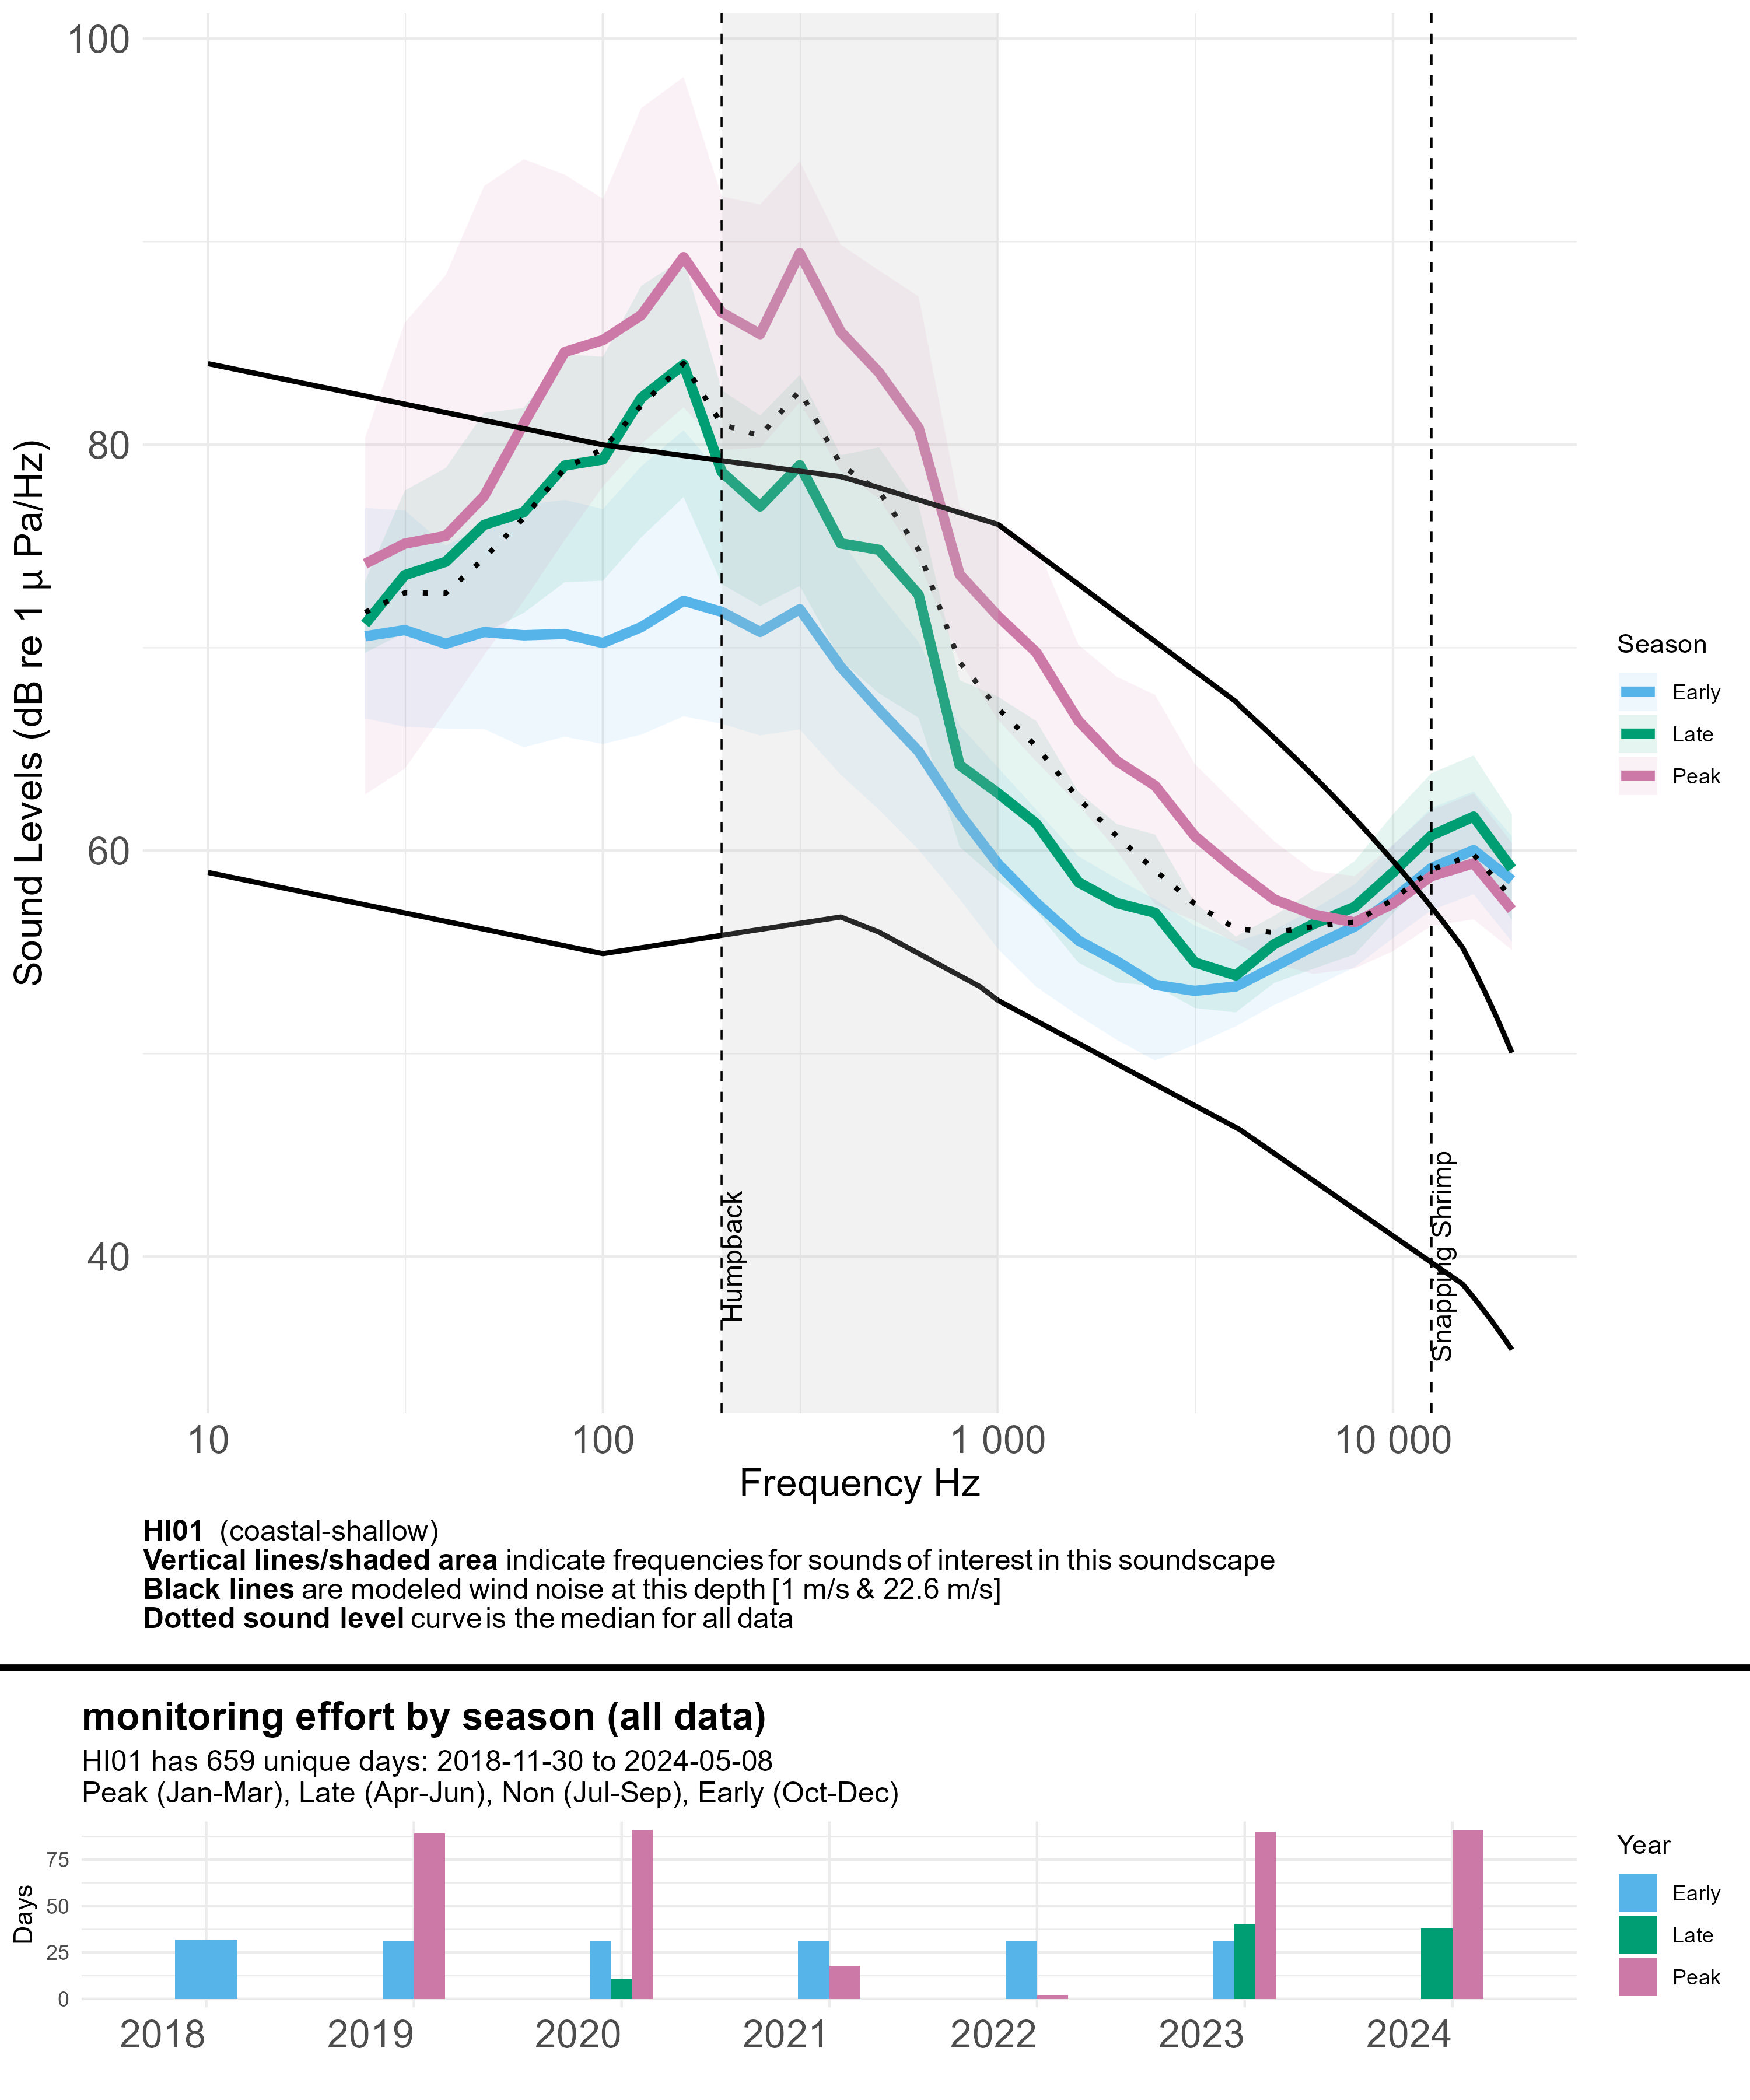 100
80
60
40
Sound Levels (dB re 1 μ Pa/Hz)
Humpback
Snapping Shrimp
10
100
1 000
10 000
Frequency Hz
Season
Early
Late
Peak
HI01 (coastal-shallow)
Vertical lines/shaded area indicate frequencies for sounds of interest in this soundscape
Black lines are modeled wind noise at this depth [1 m/s & 22.6 m/s]
Dotted sound level curve is the median for all data
monitoring effort by season (all data)
HI01 has 659 unique days: 2018-11-30 to 2024-05-08
Peak (Jan-Mar), Late (Apr-Jun), Non (Jul-Sep), Early (Oct-Dec)
Days
75
50
25
0
2018
2019
2020
2021
2022
2023
2024
Year
Early
Late
Peak